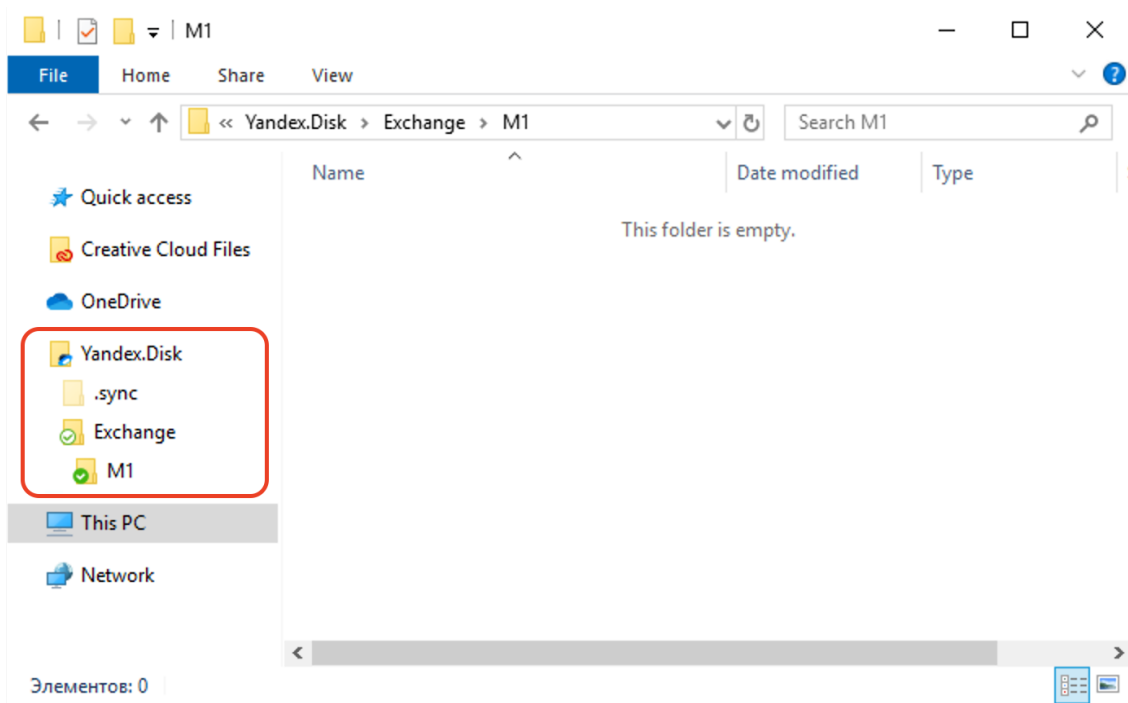 M1
File Home Share View
« Yandex.Disk > Exchange > M1 Search M1
Name Date modified Type
This folder is empty.
Quick access
Creative Cloud Files
OneDrive
Yandex.Disk
.sync
Exchange
M1
This PC
Network
Элементов: 0